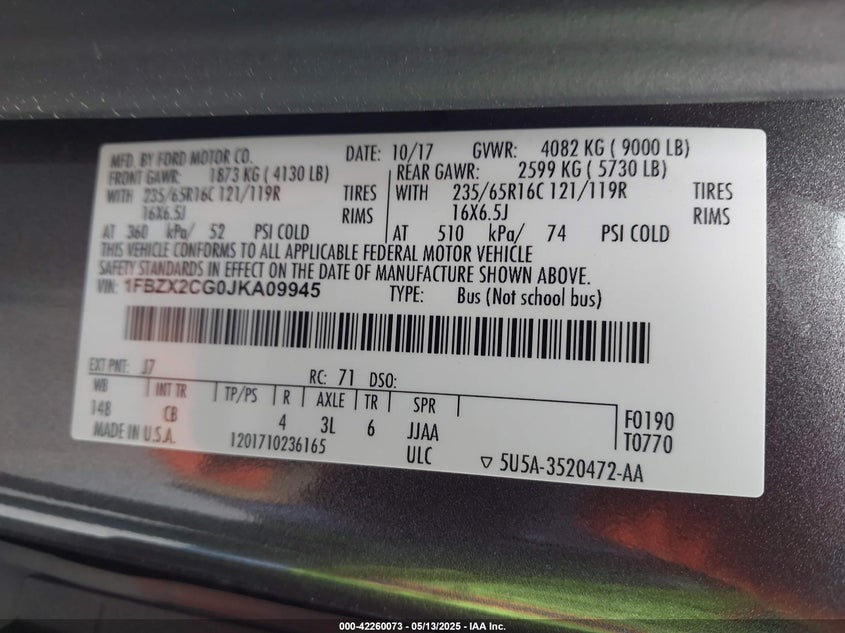 MFD. BY FORD MOTOR CO. DATE: 10/17 GVWR: 4082 KG ( 9000 LB)
FRONT GAWR: 1873 KG ( 4130 LB) REAR GAWR: 2599 KG ( 5730 LB)
WITH 235/65R16C 121/119R TIRES WITH 235/65R16C 121/119R TIRES
16X6.5J RIMS 16X6.5J RIMS
AT 360 kPa/ 52 PSI COLD AT 510 kPa/ 74 PSI COLD
THIS VEHICLE CONFORMS TO ALL APPLICABLE FEDERAL MOTOR VEHICLE
SAFETY STANDARDS IN EFFECT ON THE DATE OF MANUFACTURE SHOWN ABOVE.
VIN: 1FBZX2CG0JKA09945 TYPE: Bus (Not school bus)
EXT PNT: J7 RC: 71 DSO:
WB INT TR TP/PS R AXLE TR SPR
148 CB 4 3L 6 JJAA F0190
MADE IN U.S.A. 1201710236165 ULC T0770
5U5A-3520472-AA
000-42260073 - 05/13/2025 - IAA Inc.